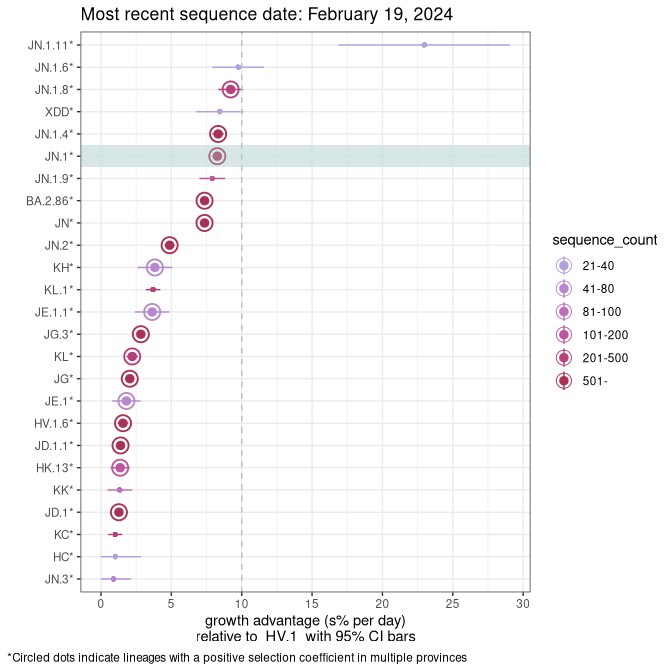 Most recent sequence date: February 19, 2024
JN.1.11*
JN.1.6*
JN.1.8*
XDD*
JN.1.4*
JN.1*
JN.1.9*
BA.2.86*
JN*
JN.2*
KH*
KL.1*
JE.1.1*
JG.3*
KL*
JG*
JE.1*
HV.1.6*
JD.1.1*
HK.13*
KK*
JD.1*
KC*
HC*
JN.3*
0 5 10 15 20 25 30
growth advantage (s% per day)
relative to HV.1 with 95% CI bars
sequence_count
21-40
41-80
81-100
101-200
201-500
501-
*Circled dots indicate lineages with a positive selection coefficient in multiple provinces